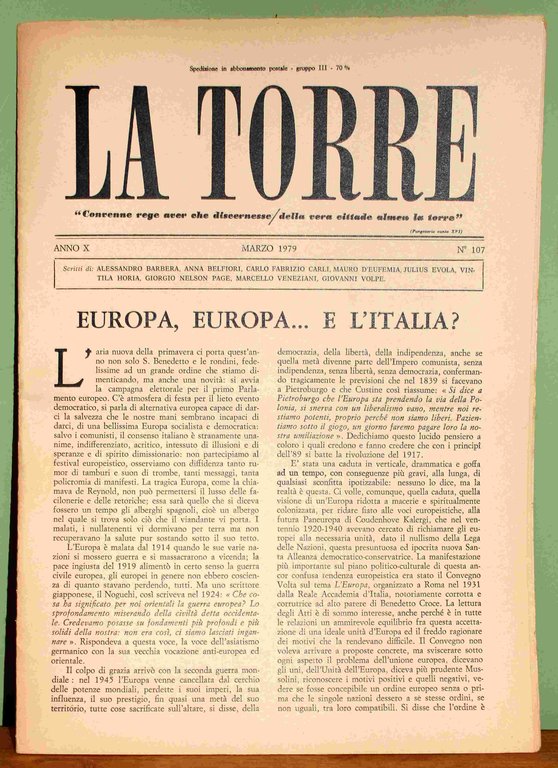 Spedizione in abbonamento postale - gruppo III - 70 %
LA TORRE
"Convenne rege aver che discernesse/della vera cittade almen la torre"
(Purgatorio canto XVI)
ANNO X MARZO 1979 N° 107
Scritti di: ALESSANDRO BARBERA, ANNA BELFIORI, CARLO FABRIZIO CARLI, MAURO D'EUFEMIA, JULIUS EVOLA, VIN-
TILA HORIA, GIORGIO NELSON PAGE, MARCELLO VENEZIANI, GIOVANNI VOLPE.
EUROPA, EUROPA... E L'ITALIA?
L'aria nuova della primavera ci porta quest'an-
no non solo S. Benedetto e le rondini, fede-
lissime ad un grande ordine che stiamo di-
menticando, ma anche una novità: si avvia
la campagna elettorale per il primo Parla-
mento europeo. C'è atmosfera di festa per il lieto evento
democratico, si parla di alternativa europea capace di dar-
ci la salvezza che le nostre mani sembrano incapaci di
darci, di una bellissima Europa socialista e democratica:
salvo i comunisti, il consenso italiano è stranamente una-
nime, indifferenziato, acritico, intessuto di illusioni e di
speranze e di spirito dimissionario: non partecipiamo al
festival europeistico, osserviamo con diffidenza tanto ru-
mor di tamburi e suon di trombe, tanti messaggi, tanta
policromia di manifesti. La tragica Europa, come la chia-
mava de Reynold, non può permettersi il lusso delle fa-
cilonerie e delle retoriche; essa sarà quello che si diceva
fossero un tempo gli alberghi spagnoli, cioè un albergo
nel quale si trova solo ciò che il viandante vi porta. I
malati, i nullatenenti vi dormivano per terra ma non
recuperavano la salute pur sostando sotto il suo tetto.
L'Europa è malata dal 1914 quando le sue varie na-
zioni si mossero guerra e si massacrarono a vicenda; la
pace ingiusta del 1919 alimentò in certo senso la guerra
civile europa, gli europei in genere non ebbero coscien-
za di quanto stavano perdendo, tutti. Ma uno scrittore
giapponese, il Noguchi, così scriveva nel 1924: « Che co-
sa ha significato per noi orientali la guerra europea? Lo
sprofondamento miserando della civiltà detta occidenta-
le. Credevamo posasse su fondamenti più profondi e più
solidi della nostra: non era così, ci siamo lasciati ingan-
nare ». Rispondeva a questa voce, la voce dell'asiatismo
germanico con la sua vecchia vocazione anti-europea ed
orientale.
Il colpo di grazia arrivò con la seconda guerra mon-
diale: nel 1945 l'Europa venne cancellata dal cerchio
delle potenze mondiali, perdette i suoi imperi, la sua
influenza, il suo prestigio, fin quasi una metà del suo
territorio, tutte cose sacrificate sull'altare, si disse, della
democrazia, della libertà, della indipendenza, anche se
quella metà divenne parte dell'Impero comunista, senza
indipendenza, senza libertà, senza democrazia, conferman-
do tragicamente le previsioni che nel 1839 si facevano
a Pietroburgo e che Custine così riassume: « Si dice a
Pietroburgo che l'Europa sta prendendo la via della
Polonia, si snerva con un liberalismo vano, mentre noi re-
stiamo potenti, proprio perché non siamo liberi. Pazien-
tiamo sotto il giogo, un giorno faremo pagare loro la no-
stra umiliazione ». Dedichiamo questo lucido pensiero a
coloro i quali credono e fanno credere che con i principî
dell'89 si batte la rivoluzione del 1917.
E' stata una caduta in verticale, drammatica e goffa
ad un tempo, con conseguenze più gravi, alla lunga, di
qualsiasi sconfitta ipotizzabile: nessuno lo dice, ma la
realtà è questa. Ci volle, comunque, quella caduta, quella
visione di un'Europa ridotta a macerie e spiritualmente
colonizzata, per ridare fiato alle voci europeistiche, alla
futura Paneuropa di Coudenhove Kalergi, che nel ven-
tennio 1920-1940 avevano cercato di richiamare gli eu-
ropei alla necessaria unità, dato il nullismo della Lega
delle Nazioni, questa presuntuosa ed ipocrita nuova San-
ta Alleanza democratico-conservatrice. La manifestazione
più importante sul piano politico-culturale di questa an-
cor confusa tendenza europeistica era stato il Convegno
Volta sul tema L'Europa, organizzato a Roma nel 1931
dalla Reale Accademia d'Italia, notoriamente corrotta e
corrutrice ad alto parere di Benedetto Croce. La lettura
degli Atti è di sommo interesse, anche perché è in tutte
le relazioni un ammirevole equilibrio fra questa accetta-
zione di una ideale unità d'Europa ed il freddo ragionare
dei motivi che la rendevano difficile. Il Convegno non
voleva arrivare a proposte concrete, ma sviscerare sotto
ogni aspetto il problema dell'unione europea, dicevano
gli uni, dell'Unità dell'Europa, diceva più prudente Mus-
solini, riconoscere i motivi positivi e quelli negativi, ve-
dere se fosse concepibile un ordine europeo senza o pri-
ma che le singole nazioni dessero a sé stesse ordini, se
non uguali, tra loro compatibili. Si disse che l'ordine è